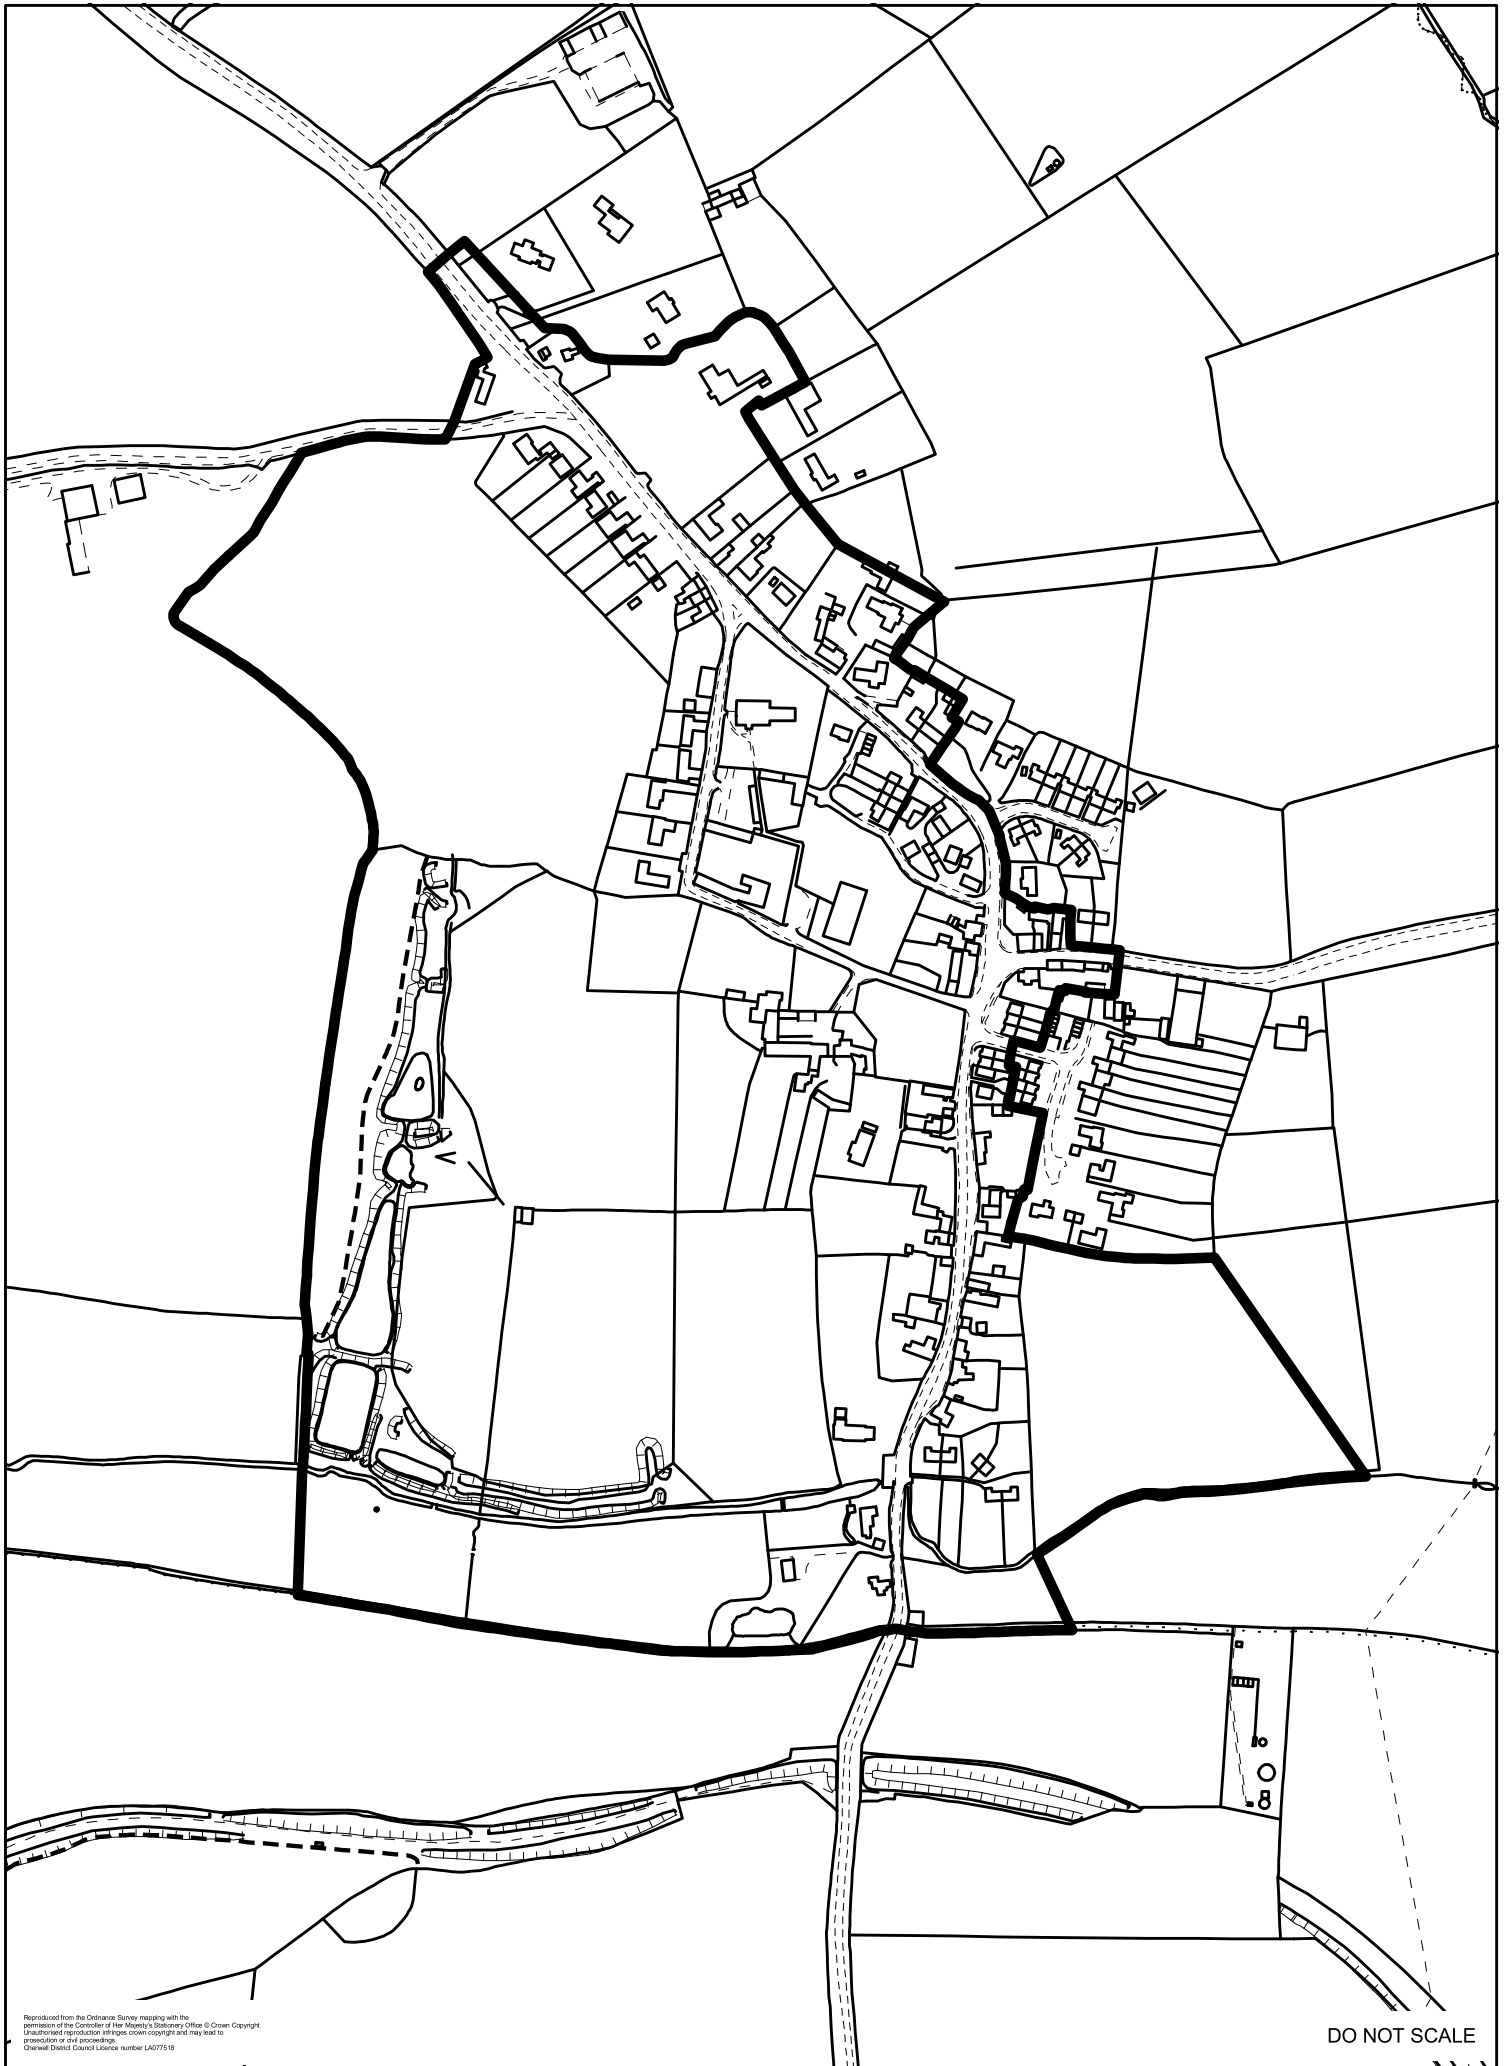 Reproduced from the Ordnance Survey mapping with the
permission of the Controller of Her Majesty's Stationery Office © Crown Copyright.
Unauthorised reproduction infringes crown copyright and may lead to
prosecution or civil proceedings.
Cherwell District Council Licence number LA077518
DO NOT SCALE